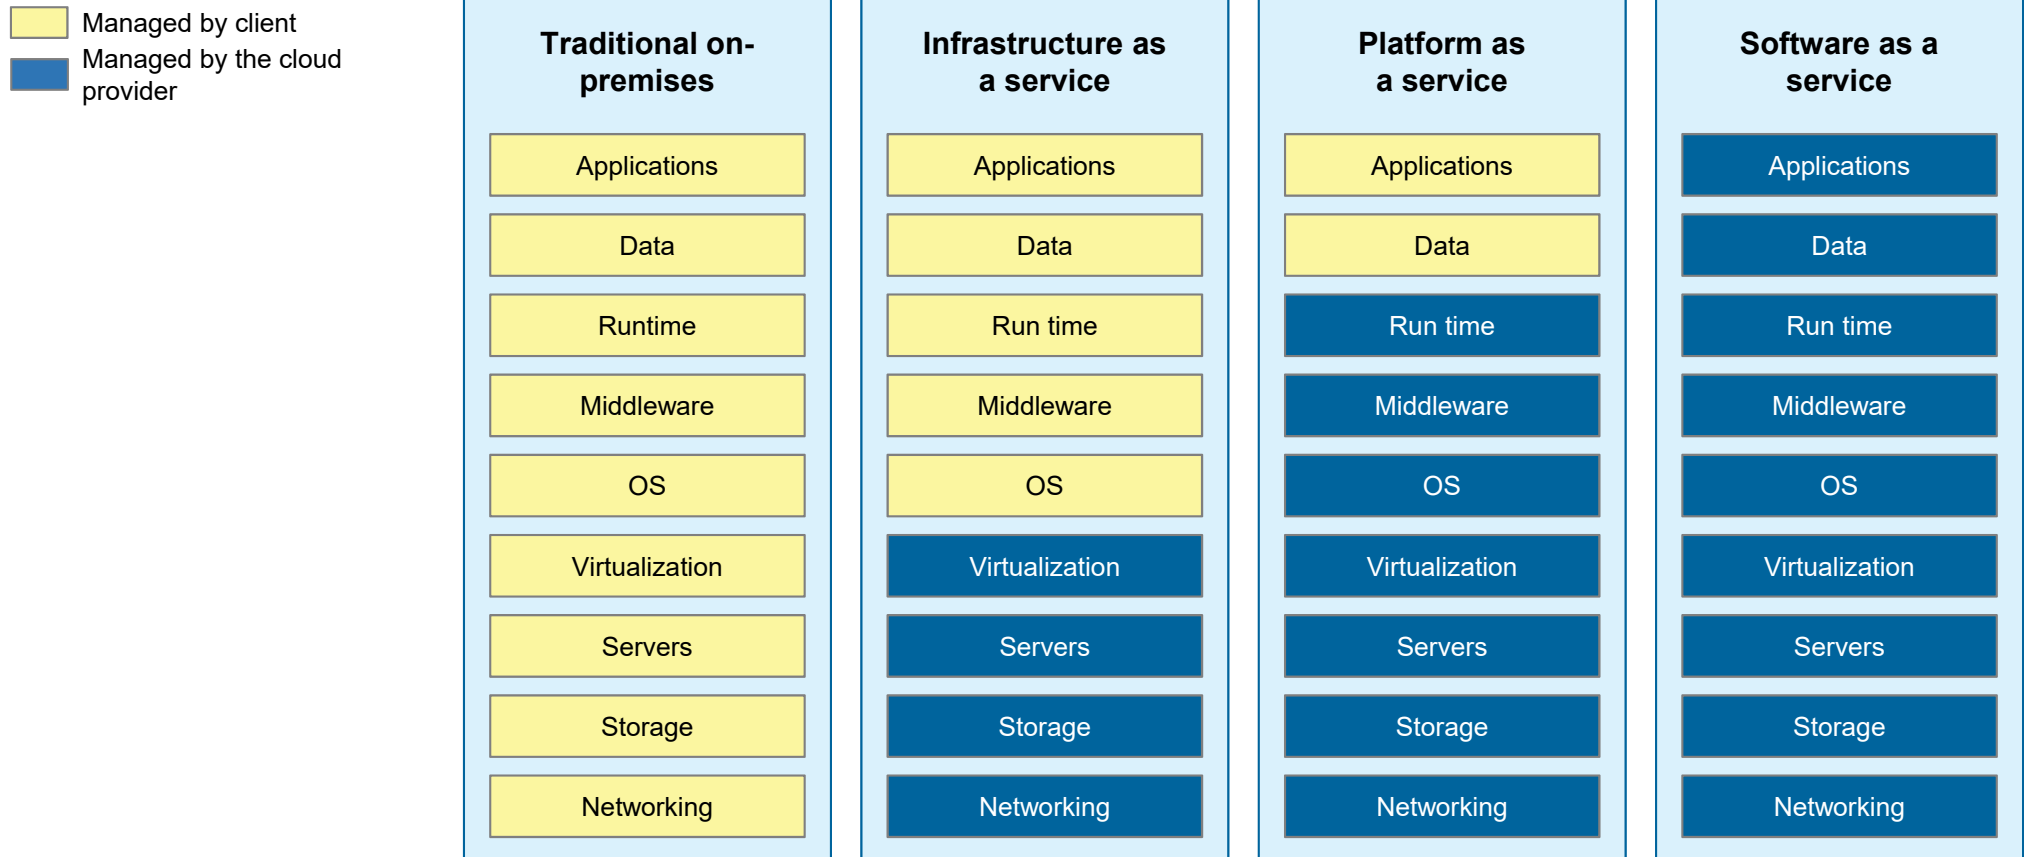 Managed by client
Managed by the cloud
provider
Traditional on-
premises
Applications
Data
Runtime
Middleware
OS
Virtualization
Servers
Storage
Networking
Infrastructure as
a service
Applications
Data
Run time
Middleware
OS
Virtualization
Servers
Storage
Networking
Platform as
a service
Applications
Data
Run time
Middleware
OS
Virtualization
Servers
Storage
Networking
Software as a
service
Applications
Data
Run time
Middleware
OS
Virtualization
Servers
Storage
Networking